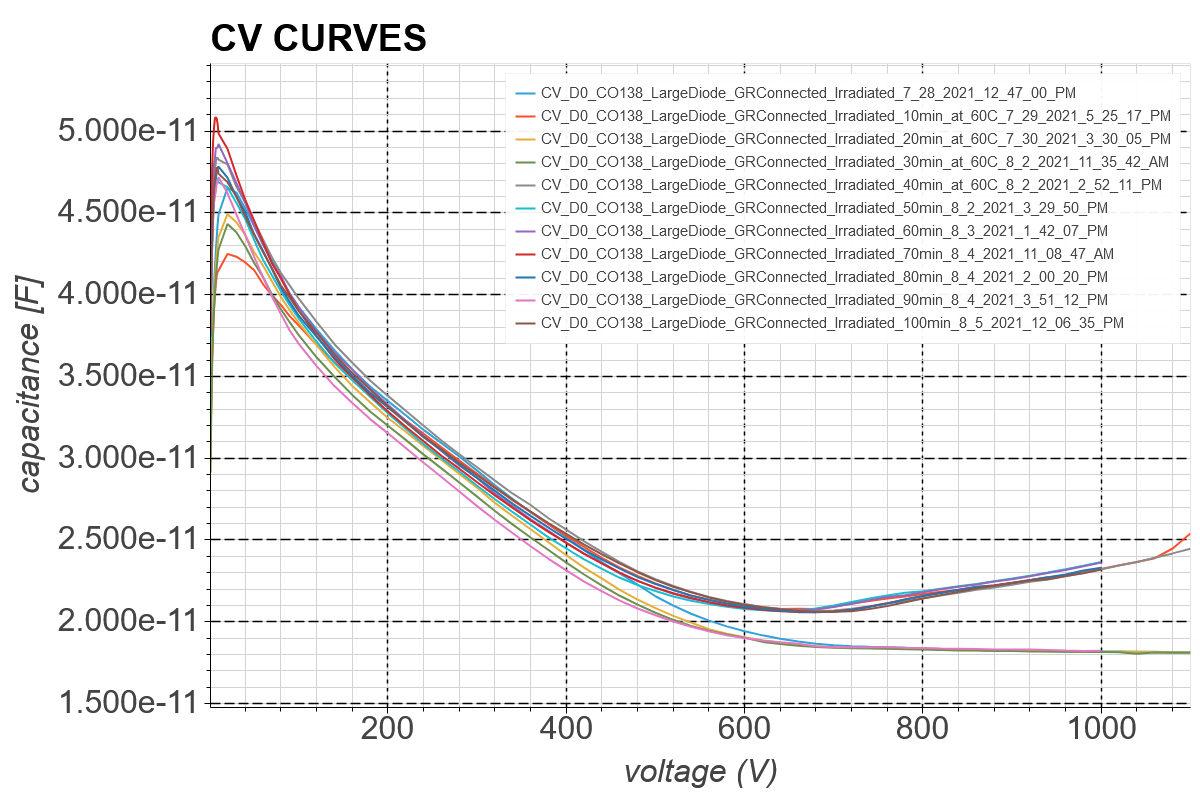 CV CURVES
CV_D0_CO138_LargeDiode_GRConnected_Irradiated_7_28_2021_12_47_00_PM
CV_D0_CO138_LargeDiode_GRConnected_Irradiated_10min_at_60C_7_29_2021_5_25_17_PM
CV_D0_CO138_LargeDiode_GRConnected_Irradiated_20min_at_60C_7_30_2021_3_30_05_PM
CV_D0_CO138_LargeDiode_GRConnected_Irradiated_30min_at_60C_8_2_2021_11_35_42_AM
CV_D0_CO138_LargeDiode_GRConnected_Irradiated_40min_at_60C_8_2_2021_2_52_11_PM
CV_D0_CO138_LargeDiode_GRConnected_Irradiated_50min_8_2_2021_3_29_50_PM
CV_D0_CO138_LargeDiode_GRConnected_Irradiated_60min_8_3_2021_1_42_07_PM
CV_D0_CO138_LargeDiode_GRConnected_Irradiated_70min_8_4_2021_11_08_47_AM
CV_D0_CO138_LargeDiode_GRConnected_Irradiated_80min_8_4_2021_2_00_20_PM
CV_D0_CO138_LargeDiode_GRConnected_Irradiated_90min_8_4_2021_3_51_12_PM
CV_D0_CO138_LargeDiode_GRConnected_Irradiated_100min_8_5_2021_12_06_35_PM
capacitance [F]
5.000e-11
4.500e-11
4.000e-11
3.500e-11
3.000e-11
2.500e-11
2.000e-11
1.500e-11
200 400 600 800 1000
voltage (V)